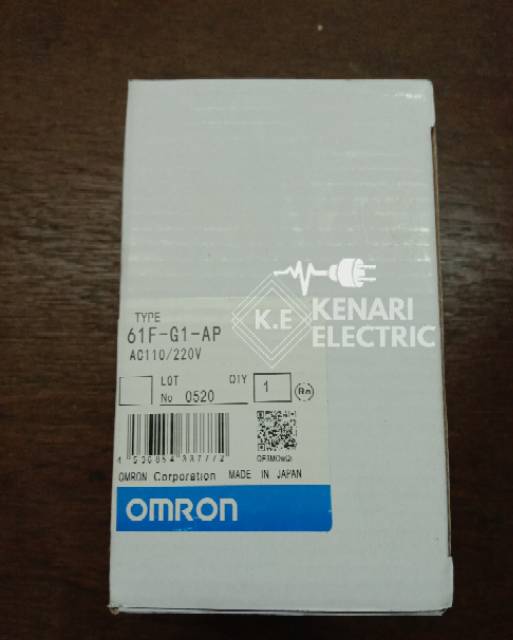 KENARI
ELECTRIC
K.E
TYPE
61F-G1-AP
AC110/220V
LOT
No 0520
QTY
1
OMRON Corporation MADE IN JAPAN
OMRON